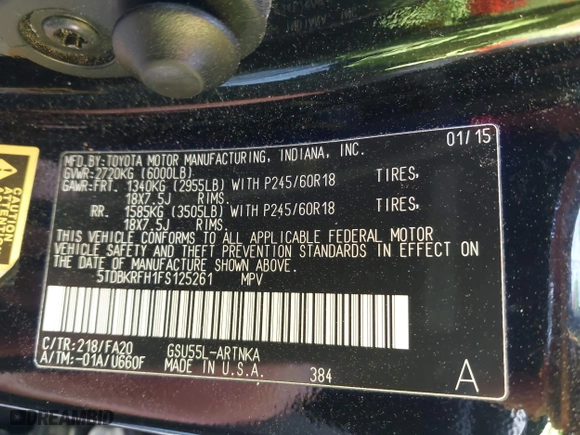 MFD.BY:TOYOTA MOTOR MANUFACTURING, INDIANA, INC. 01/15
GVWR:2720KG (6000LB)
GAWR:FRT. 1340KG (2955LB) WITH P245/60R18 TIRES,
18X7.5J RIMS.
RR. 1585KG (3505LB) WITH P245/60R18 TIRES,
18X7.5J RIMS.
THIS VEHICLE CONFORMS TO ALL APPLICABLE FEDERAL MOTOR
VEHICLE SAFETY AND THEFT PREVENTION STANDARDS IN EFFECT ON THE
DATE OF MANUFACTURE SHOWN ABOVE.
5TDBKRFH1FS125261 MPV
C/TR:218/FA20 GSU55L-ARTNKA
A/TM:-01A/U660F MADE IN U.S.A. 384 A
CAUTION
ATTENTION
DREAMBID